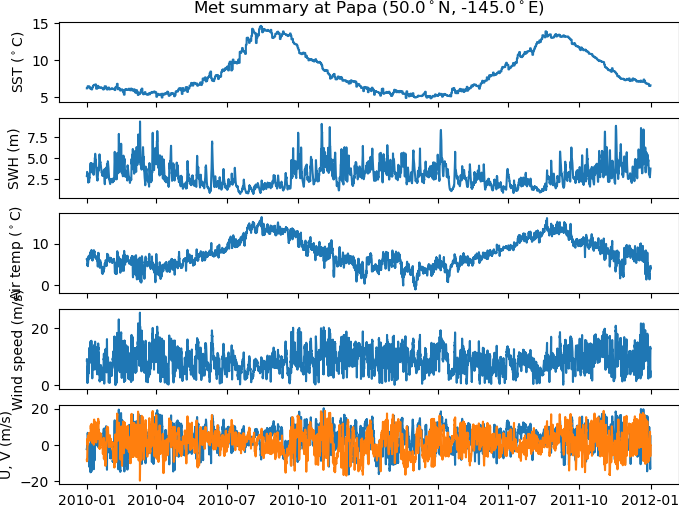 Met summary at Papa (50.0°N, -145.0°E)
SST (°C)
15
10
5
SWH (m)
7.5
5.0
2.5
Air temp (°C)
10
0
Wind speed (m/s)
20
0
U, V (m/s)
20
0
−20
2010-01 2010-04 2010-07 2010-10 2011-01 2011-04 2011-07 2011-10 2012-01